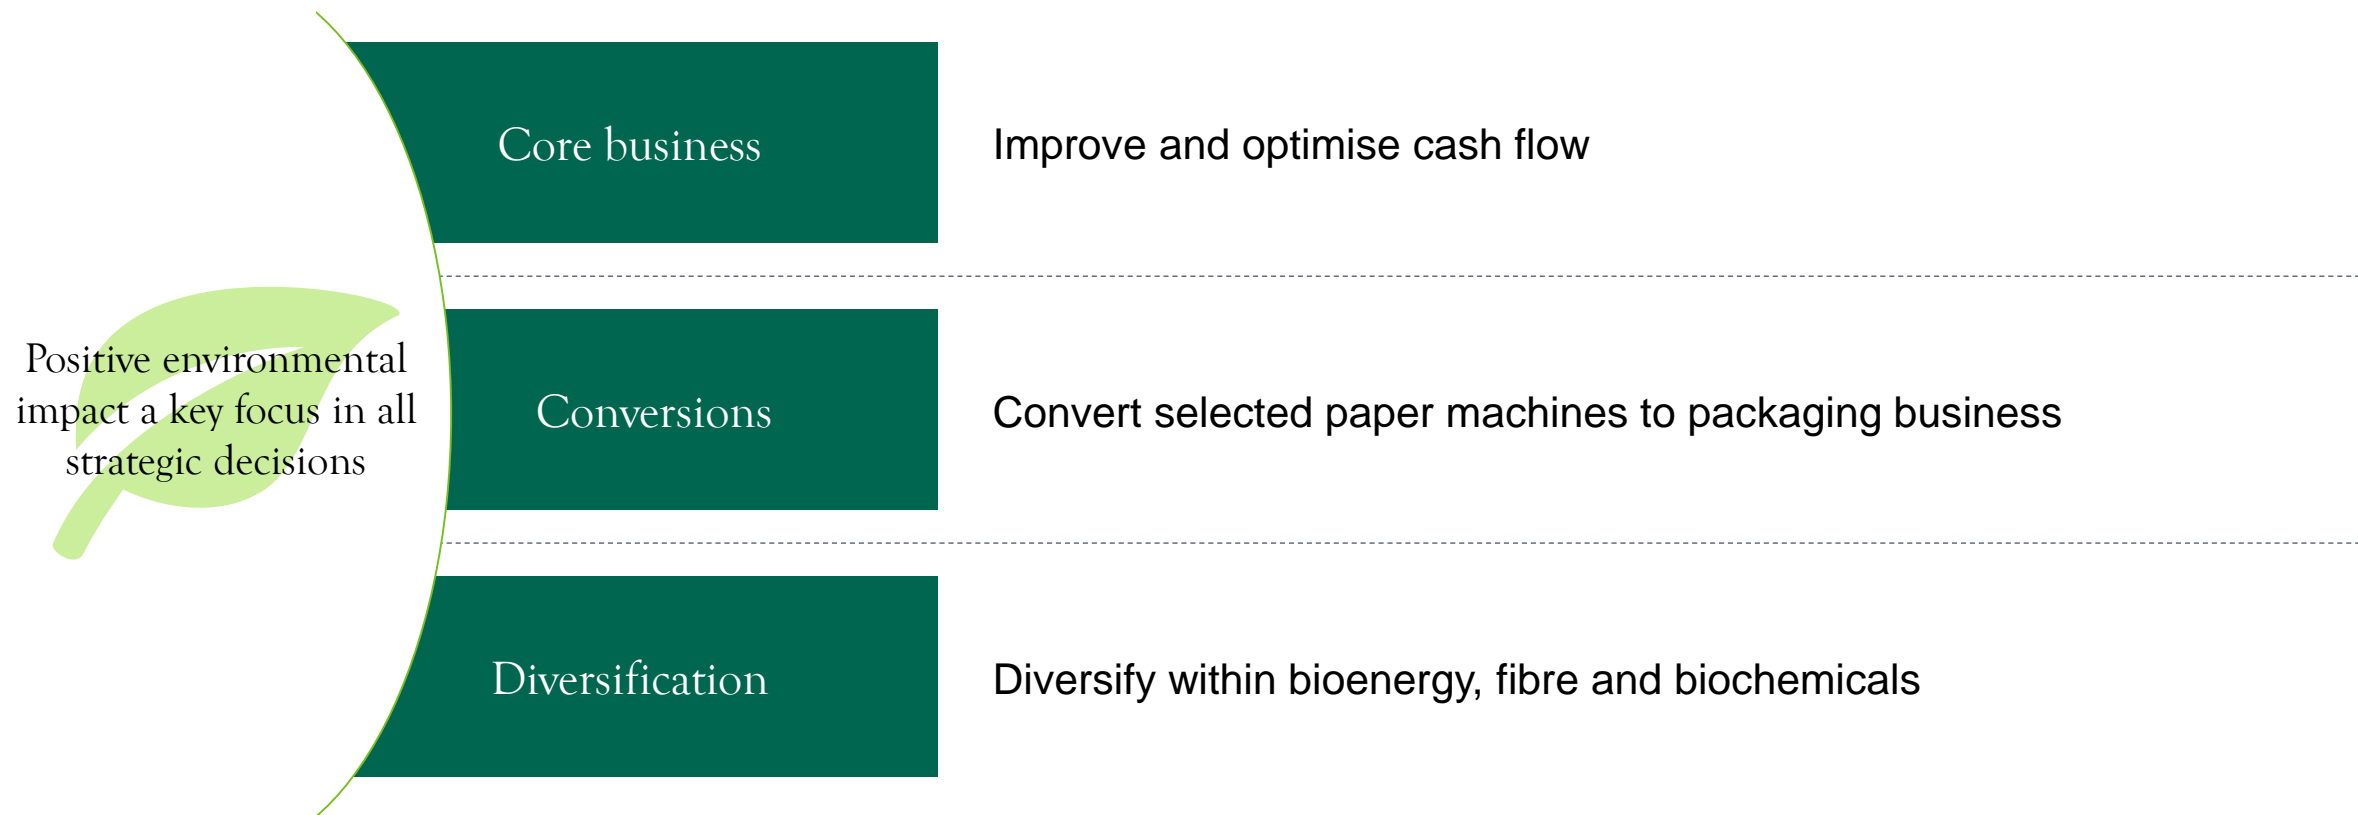 Positive environmental
impact a key focus in all
strategic decisions
Core business
Improve and optimise cash flow
Conversions
Convert selected paper machines to packaging business
Diversification
Diversify within bioenergy, fibre and biochemicals